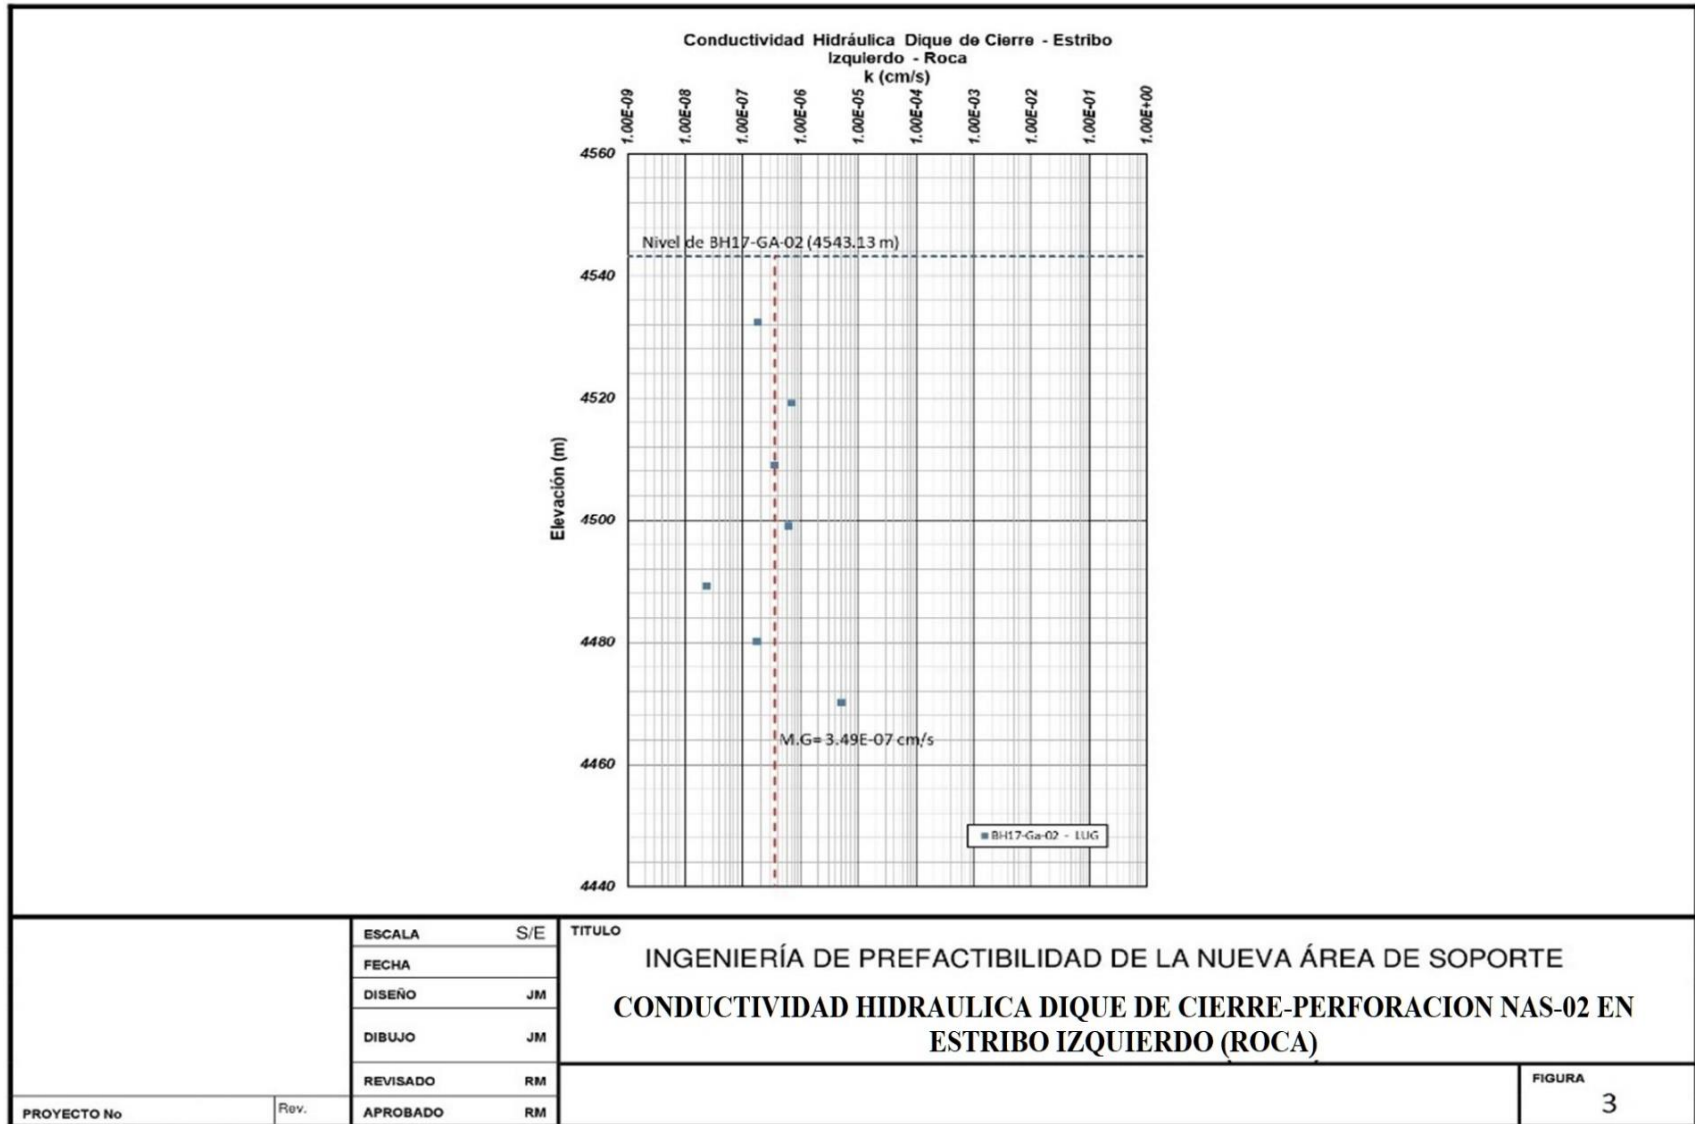 Conductividad Hidráulica Dique de Cierre - Estribo
Izquierdo - Roca
k (cm/s)
1.00E-09 1.00E-08 1.00E-07 1.00E-06 1.00E-05 1.00E-04 1.00E-03 1.00E-02 1.00E-01 1.00E+00
4560
Nivel de BH17-GA-02 (4543.13 m)
4540
4520
Elevación (m)
4500
4480
M.G= 3.49E-07 cm/s
4460
BH17-Ga-02 - LUG
4440
ESCALA S/E
FECHA
DISEÑO JM
DIBUJO JM
REVISADO RM
APROBADO RM
PROYECTO No
Rev.
TITULO
INGENIERÍA DE PREFACTIBILIDAD DE LA NUEVA ÁREA DE SOPORTE
CONDUCTIVIDAD HIDRAULICA DIQUE DE CIERRE-PERFORACION NAS-02 EN
ESTRIBO IZQUIERDO (ROCA)
FIGURA
3